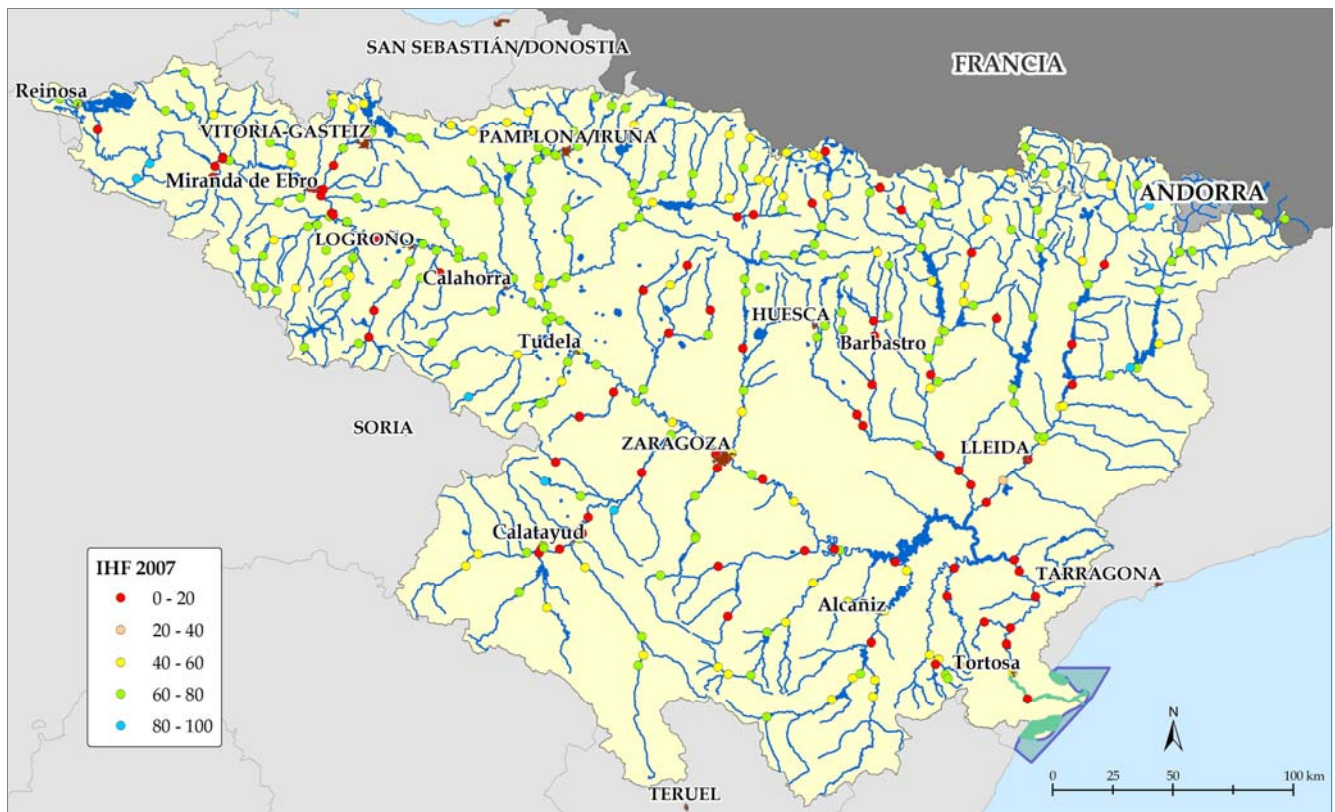 SAN SEBASTIÁN/DONOSTIA
FRANCIA
Reinosa
VITORIA-GASTEIZ
PAMPLONA/IRUÑA
Miranda de Ebro
ANDORRA
LOGROÑO
Calahorra
HUESCA
Tudela
Barbastro
SORIA
ZARAGOZA
LLEIDA
Calatayud
TARRAGONA
Alcañiz
Tortosa
TERUEL
IHF 2007
0 - 20
20 - 40
40 - 60
60 - 80
80 - 100
N
0 25 50 100 km